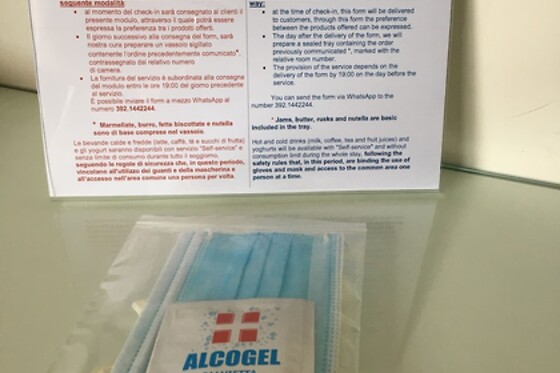 seguente modalità
al momento del check-in sarà consegnato ai clienti il
presente modulo, attraverso il quale potrà essere
espressa la preferenza tra i prodotti offerti.
Il giorno successivo alla consegna del form, sarà
nostra cura preparare un vassoio sigillato
contenente l'ordine precedentemente comunicato*,
contrassegnato dal relativo numero
di camera.
La fornitura del servizio è subordinata alla consegna
del modulo entro le ore 19:00 del giorno precedente
al servizio.
È possibile inviare il form a mezzo WhatsApp al
numero 392.1442244.
* Marmellate, burro, fette biscottate e nutella
sono di base comprese nel vassoio.
Le bevande calde e fredde (latte, caffè, tè e succhi di frutta)
e gli yogurt saranno disponibili con servizio "Self-service" e
senza limite di consumo durante tutto il soggiorno,
seguendo le regole di sicurezza che, in questo periodo,
vincolano all'utilizzo dei guanti e della mascherina e
all'accesso nell'area comune una persona per volta.
way:
at the time of check-in, this form will be delivered
to customers, through this form the preference
between the products offered can be expressed.
The day after the delivery of the form, we will
prepare a sealed tray containing the order
previously communicated *, marked with the
relative room number.
The provision of the service depends on the
delivery of the form by 19:00 on the day before the
service.
You can send the form via WhatsApp to the
number 392.1442244.
* Jams, butter, rusks and nutella are basic
included in the tray.
Hot and cold drinks (milk, coffee, tea and fruit juices) and
yoghurts will be available with "Self-service" and without
consumption limit during the whole stay, following the
safety rules that, in this period, are binding the use of
gloves and mask and access to the common area one
person at a time.
ALCOGEL